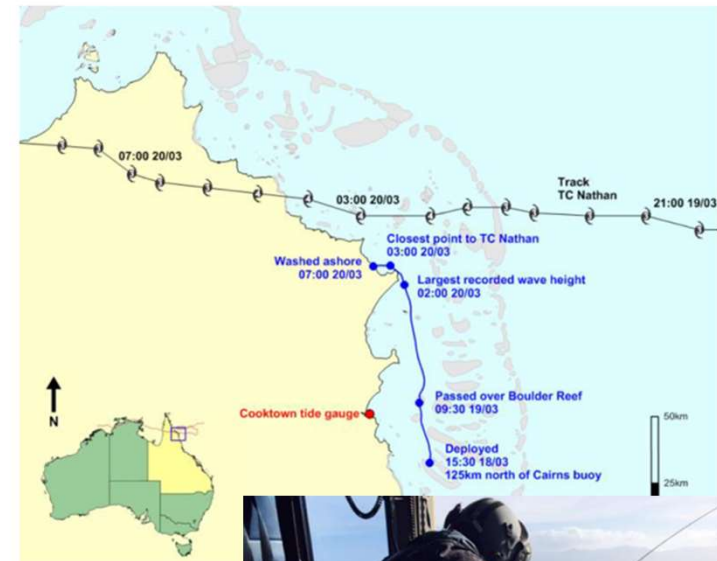 07:00 20/03
03:00 20/03
Track
TC Nathan
21:00 19/03
Closest point to TC Nathan
03:00 20/03
Washed ashore
07:00 20/03
Largest recorded wave height
02:00 20/03
N
Cooktown tide gauge
Passed over Boulder Reef
09:30 19/03
Deployed
15:30 18/03
125km north of Cairns buoy
50km
25km